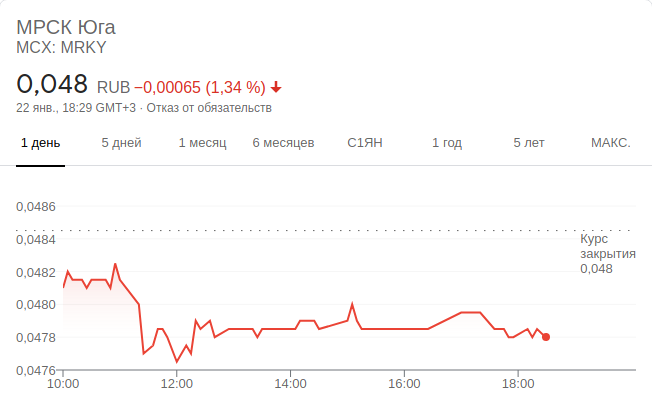 МРСК Юга
MCX: MRKY
0,048 RUB −0,00065 (1,34 %)
22 янв., 18:29 GMT+3 · Отказ от обязательств
1 день 5 дней 1 месяц 6 месяцев С1ЯН 1 год 5 лет МАКС.
0,0486
0,0484
Курс
закрытия
0,048
0,0482
0,0480
0,0478
0,0476
10:00 12:00 14:00 16:00 18:00